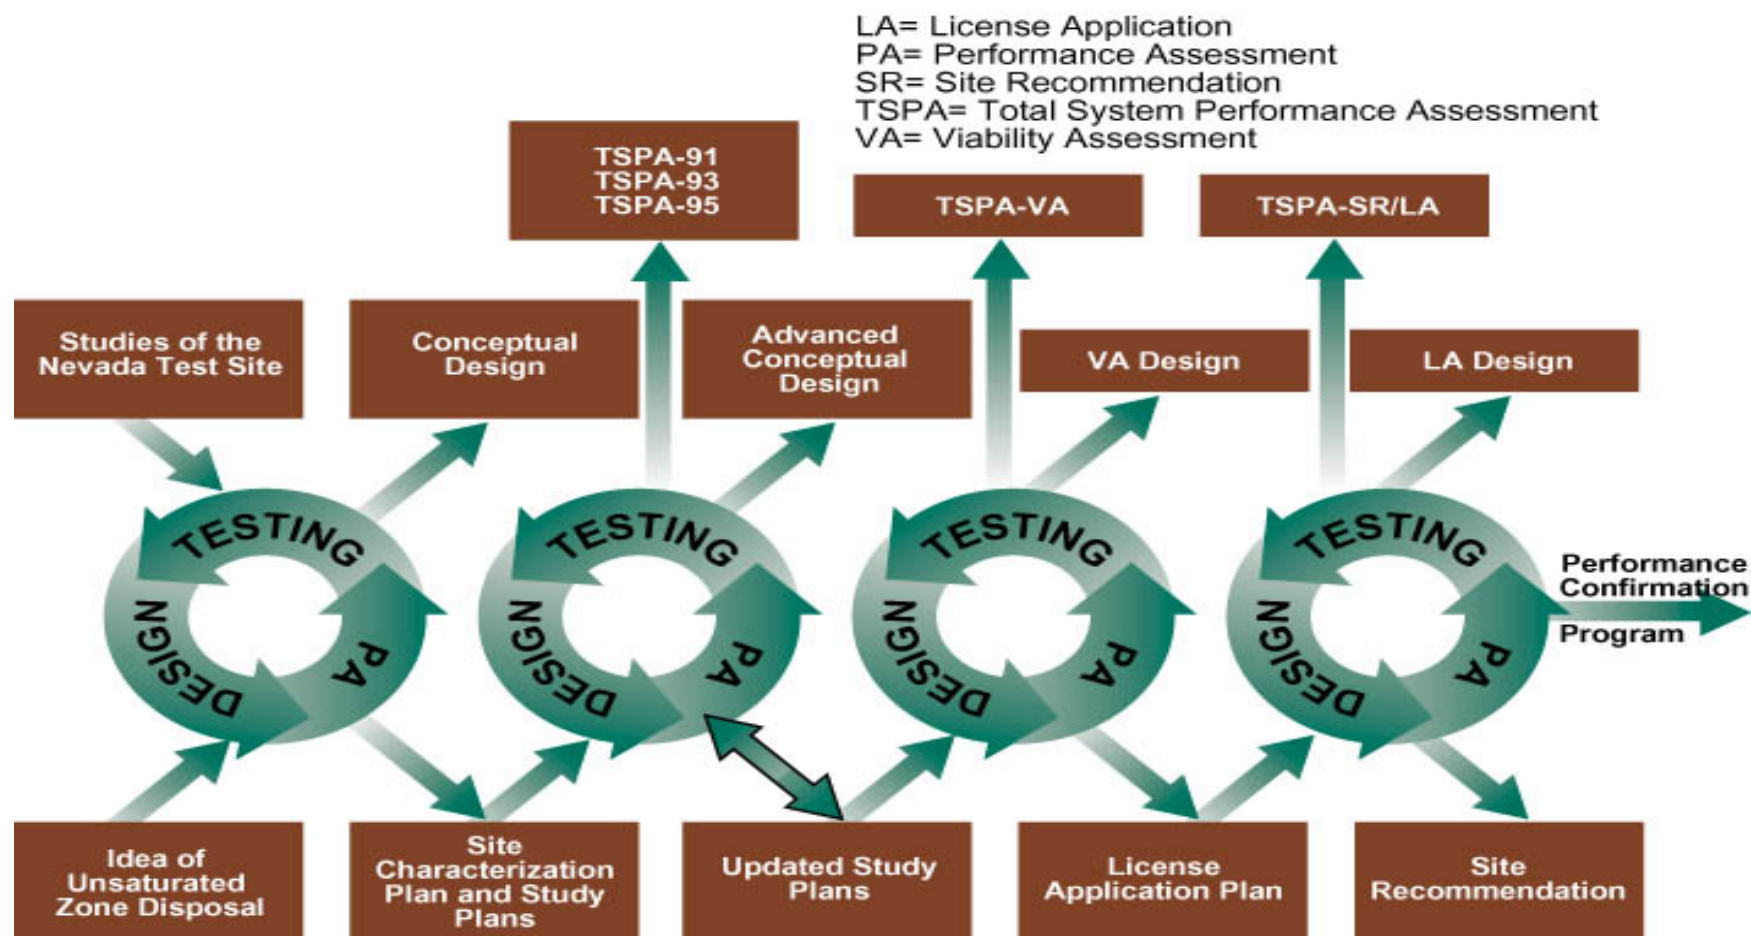 LA= License Application
PA= Performance Assessment
SR= Site Recommendation
TSPA= Total System Performance Assessment
VA= Viability Assessment
TSPA-91
TSPA-93
TSPA-95
TSPA-VA
TSPA-SR/LA
Studies of the
Nevada Test Site
Conceptual
Design
Advanced
Conceptual
Design
VA Design
LA Design
TESTING
DESIGN
PA
TESTING
DESIGN
PA
TESTING
DESIGN
PA
TESTING
DESIGN
PA
Performance
Confirmation
Program
Idea of
Unsaturated
Zone Disposal
Site
Characterization
Plan and Study
Plans
Updated Study
Plans
License
Application Plan
Site
Recommendation